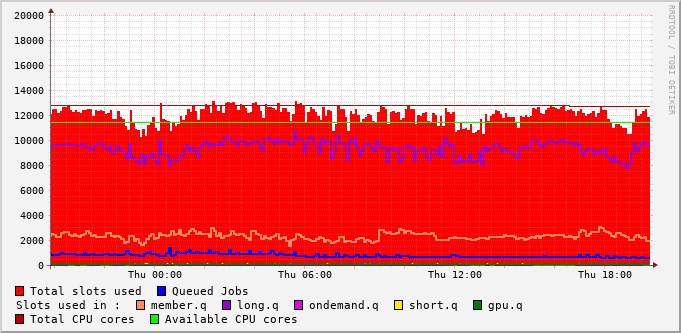 RRDTOOL / TOBI OETIKER
20000
18000
16000
14000
12000
10000
8000
6000
4000
2000
0
Thu 00:00 Thu 06:00 Thu 12:00 Thu 18:00
Total slots used Queued Jobs
Slots used in : member.q long.q ondemand.q short.q gpu.q
Total CPU cores Available CPU cores